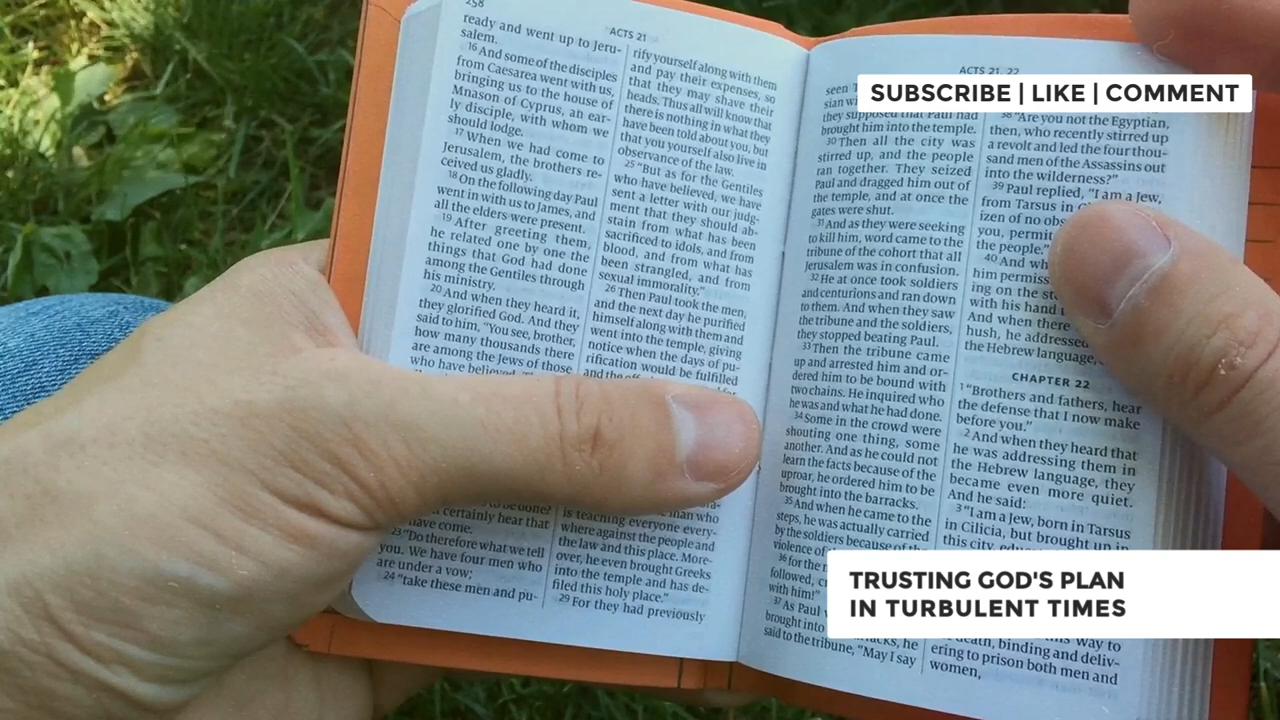 258
ACTS 21
ready and went up to Jeru-
salem.
16 And some of the disciples
from Caesarea went with us,
bringing us to the house of
Mnason of Cyprus, an ear-
ly disciple, with whom we
should lodge.
17 When we had come to
Jerusalem, the brothers re-
ceived us gladly.
18 On the following day Paul
went in with us to James, and
all the elders were present.
19 After greeting them,
he related one by one the
things that God had done
among the Gentiles through
his ministry.
20 And when they heard it,
they glorified God. And they
said to him, "You see, brother,
how many thousands there
are among the Jews of those
who have believed.
to be done?
certainly hear that
have come.
23 "Do therefore what we tell
you. We have four men who
are under a vow;
24 "take these men and pu-
rify yourself along with them
and pay their expenses, so
that they may shave their
heads. Thus all will know that
there is nothing in what they
have been told about you, but
that you yourself also live in
observance of the law.
25 "But as for the Gentiles
who have believed, we have
sent a letter with our judg-
ment that they should ab-
stain from what has been
sacrificed to idols, and from
blood, and from what has
been strangled, and from
sexual immorality."
26 Then Paul took the men,
and the next day he purified
himself along with them and
went into the temple, giving
notice when the days of pu-
rification would be fulfilled
and the
man who
is teaching everyone every-
where against the people and
the law and this place. More-
over, he even brought Greeks
into the temple and has de-
filed this holy place."
29 For they had previously
ACTS 21, 22
seen
sian
they supposed that Paul had
brought him into the temple.
30 Then all the city was
stirred up, and the people
ran together. They seized
Paul and dragged him out of
the temple, and at once the
gates were shut.
31 And as they were seeking
to kill him, word came to the
tribune of the cohort that all
Jerusalem was in confusion.
32 He at once took soldiers
and centurions and ran down
to them. And when they saw
the tribune and the soldiers,
they stopped beating Paul.
33 Then the tribune came
up and arrested him and or-
dered him to be bound with
two chains. He inquired who
he was and what he had done.
34 Some in the crowd were
shouting one thing, some
another. And as he could not
learn the facts because of the
uproar, he ordered him to be
brought into the barracks.
35 And when he came to the
steps, he was actually carried
by the soldiers because of the
violence of
36 for the
followed,
with him!"
37 As Paul
brought into
barracks, he
said to the tribune, "May I say
SUBSCRIBE | LIKE | COMMENT
38 "Are you not the Egyptian,
then, who recently stirred up
a revolt and led the four thou-
sand men of the Assassins out
into the wilderness?"
39 Paul replied, "I am a Jew,
from Tarsus in
izen of no
you, permit
the people."
40 And
him
ing on the
with his hand
And when there
hush, he addressed
the Hebrew language,
CHAPTER 22
1 "Brothers and fathers, hear
the defense that I now make
before you."
2 And when they heard that
he was addressing them in
the Hebrew language, they
became even more quiet.
And he said:
3 "I am a Jew, born in Tarsus
in Cilicia, but brought up in
this city,
TRUSTING GOD'S PLAN
IN TURBULENT TIMES
this Way to
death, binding and deliv-
ering to prison both men and
women,